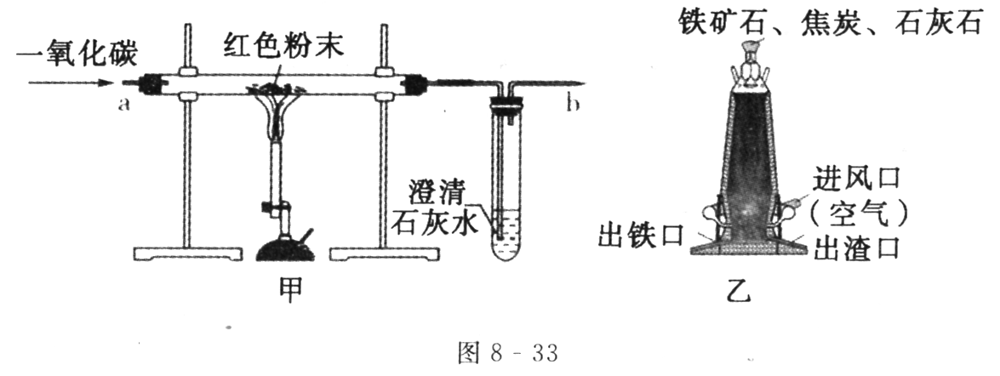 一氧化碳
红色粉末
a
b
澄清
石灰水
甲
铁矿石、焦炭、石灰石
进风口
(空气)
出铁口
出渣口
乙
图 8 - 33